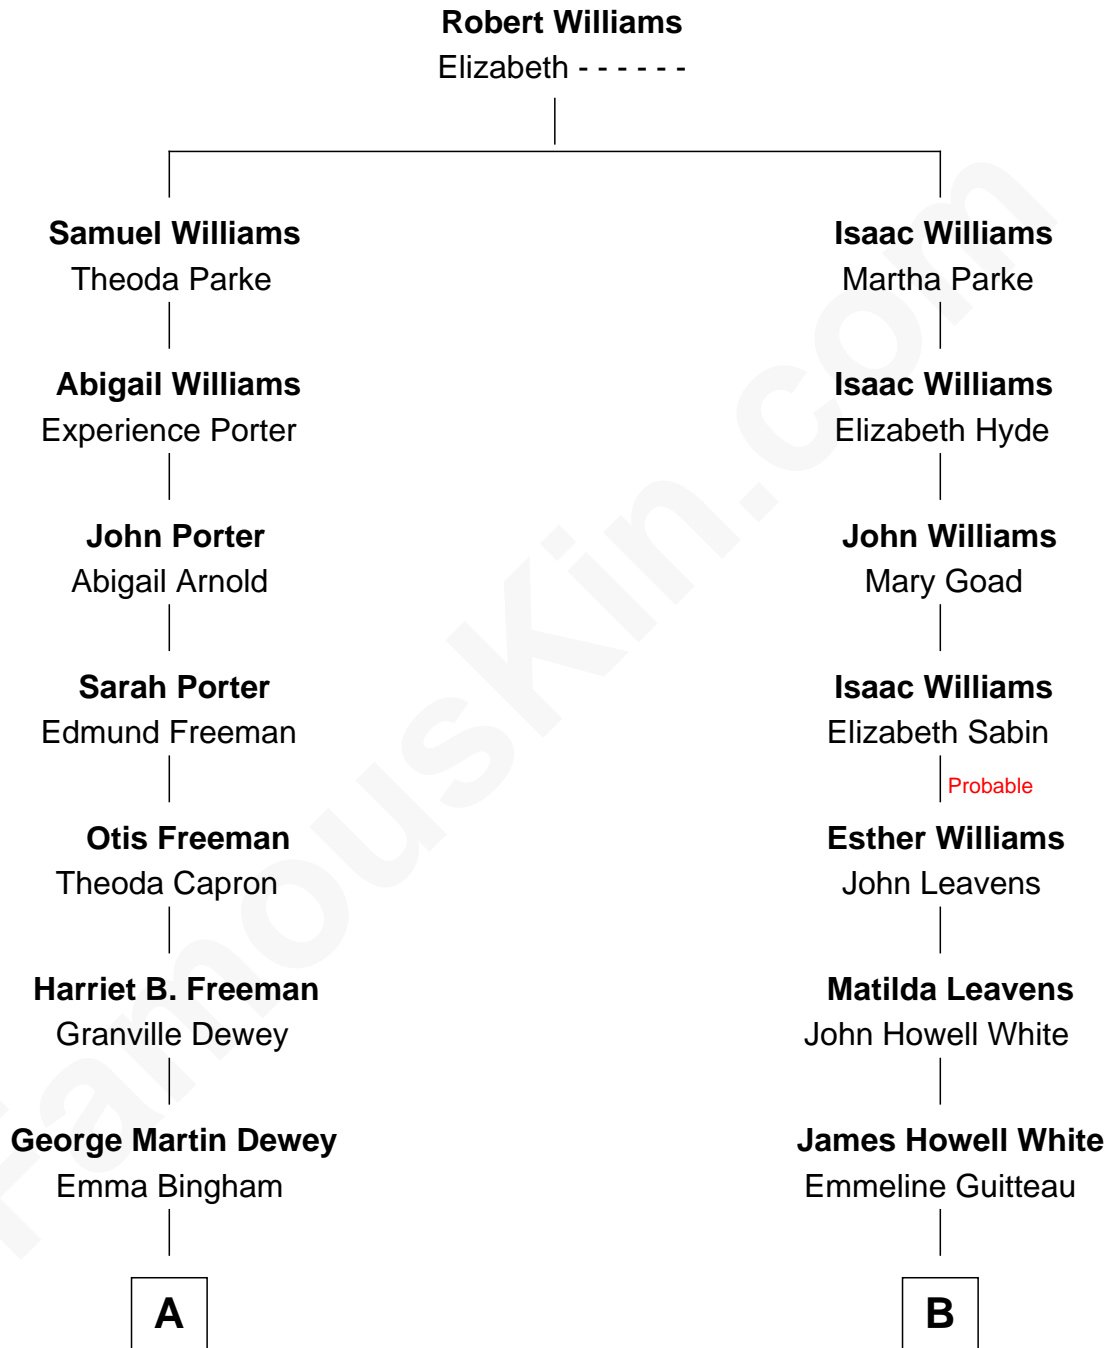 Robert Williams
Elizabeth - - - - - -
Samuel Williams
Theoda Parke
Isaac Williams
Martha Parke
Abigail Williams
Experience Porter
Isaac Williams
Elizabeth Hyde
John Porter
Abigail Arnold
John Williams
Mary Goad
Sarah Porter
Edmund Freeman
Isaac Williams
Elizabeth Sabin
Probable
Otis Freeman
Theoda Capron
Esther Williams
John Leavens
Harriet B. Freeman
Granville Dewey
Matilda Leavens
John Howell White
George Martin Dewey
Emma Bingham
James Howell White
Emmeline Guitteau
A
B
FamousKin.com